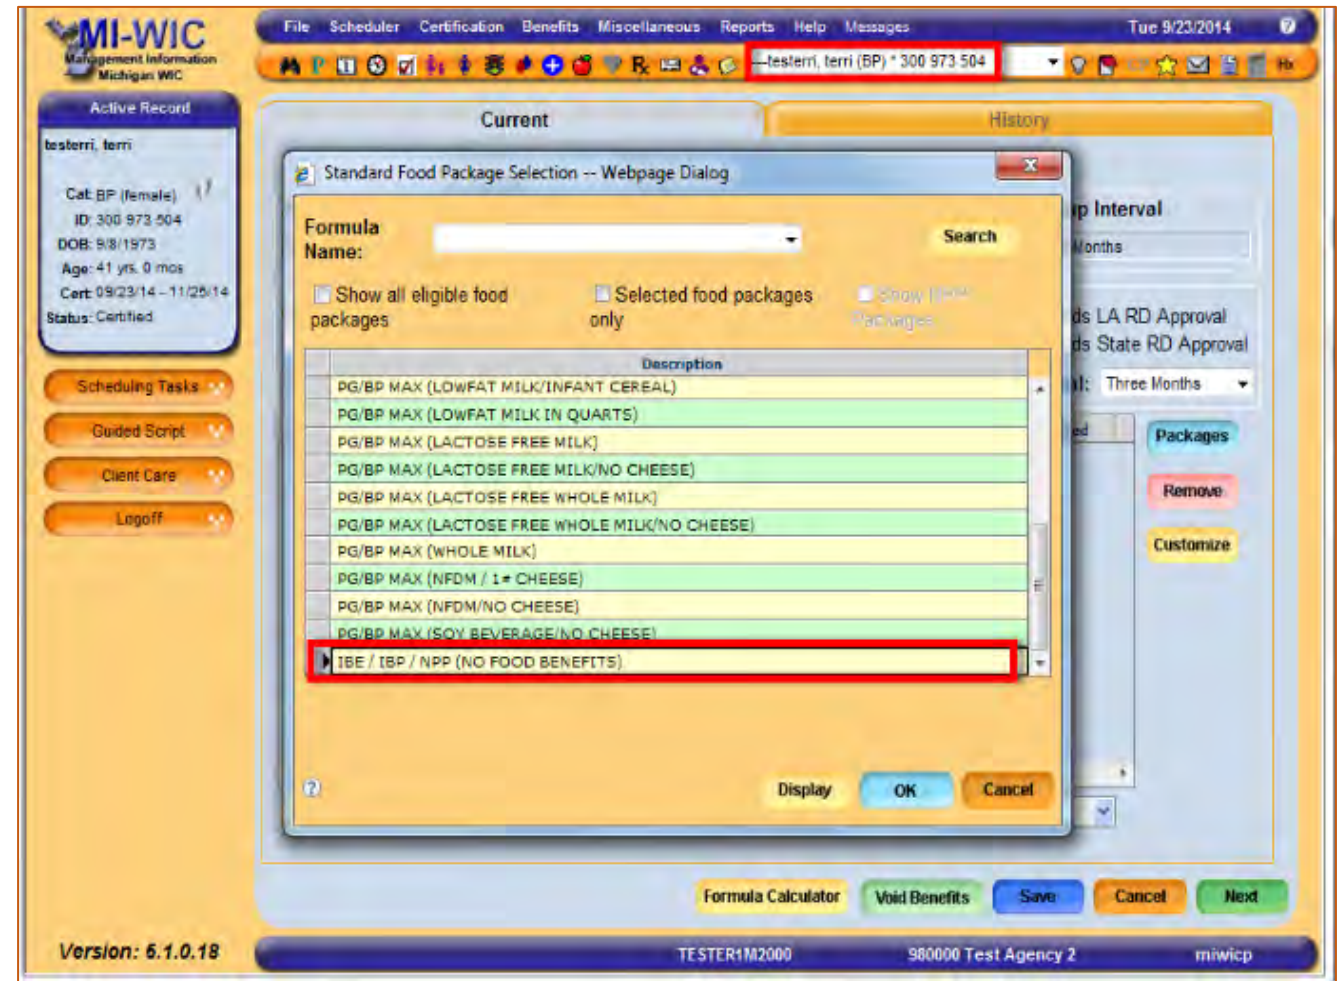 MI-WIC
Management Information
Michigan WIC
File Scheduler Certification Benefits Miscellaneous Reports Help Messages Tue 9/23/2014
---testerri, terri (BP) * 300 973 504
Hx
Active Record
testerri, terri
Cat: BP (female)
ID: 300 973 504
DOB: 9/8/1973
Age: 41 yrs. 0 mos
Cert: 09/23/14 - 11/25/14
Status: Certified
Scheduling Tasks
Guided Script
Client Care
Logoff
Current
History
Standard Food Package Selection -- Webpage Dialog
Formula
Name:
Search
Show all eligible food
packages
Selected food packages
only
Show
Packages
Description
PG/BP MAX (LOWFAT MILK/INFANT CEREAL)
PG/BP MAX (LOWFAT MILK IN QUARTS)
PG/BP MAX (LACTOSE FREE MILK)
PG/BP MAX (LACTOSE FREE MILK/NO CHEESE)
PG/BP MAX (LACTOSE FREE WHOLE MILK)
PG/BP MAX (LACTOSE FREE WHOLE MILK/NO CHEESE)
PG/BP MAX (WHOLE MILK)
PG/BP MAX (NFDM / 1# CHEESE)
PG/BP MAX (NFDM/NO CHEESE)
PG/BP MAX (SOY BEVERAGE/NO CHEESE)
IBE / IBP / NPP (NO FOOD BENEFITS)
Display
OK
Cancel
up Interval
Months
ds LA RD Approval
ds State RD Approval
Three Months
ed
Packages
Remove
Customize
Formula Calculator
Void Benefits
Save
Cancel
Next
Version: 6.1.0.18
TESTER1M2000
980000 Test Agency 2
miwicp